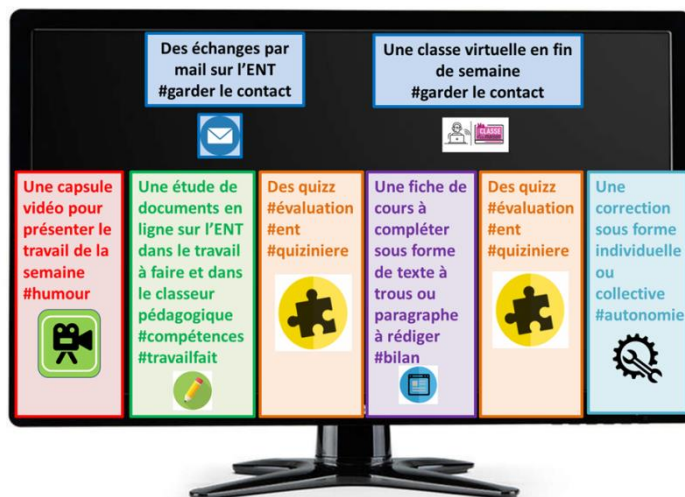 Des échanges par
mail sur l'ENT
#garder le contact
Une classe virtuelle en fin
de semaine
#garder le contact
CLASSE
Une capsule
vidéo pour
présenter le
travail de la
semaine
#humour
Une étude de
documents en
ligne sur l'ENT
dans le travail
à faire et dans
le classeur
pédagogique
#compétences
#travailfait
Des quizz
#évaluation
#ent
#quiziniere
Une fiche de
cours à
compléter
sous forme
de texte à
trous ou
paragraphe
à rédiger
#bilan
Des quizz
#évaluation
#ent
#quiziniere
Une
correction
sous forme
individuelle
ou
collective
#autonomie